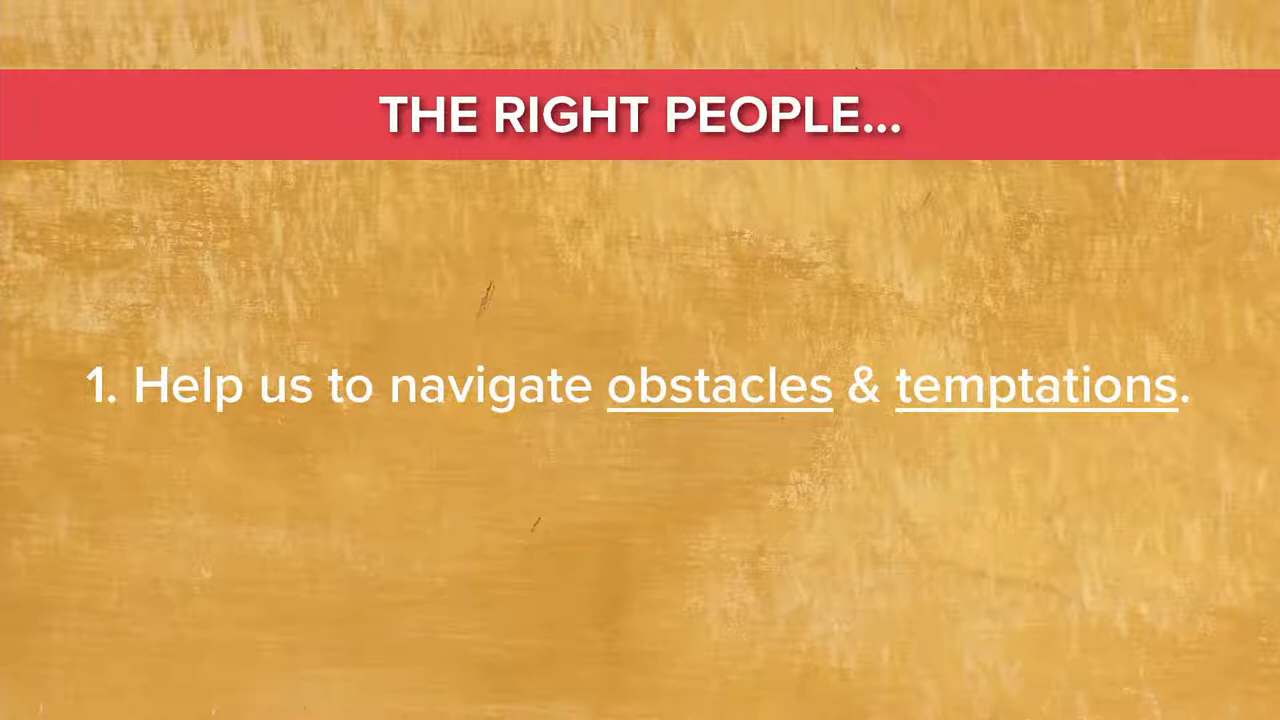 THE RIGHT PEOPLE...
1. Help us to navigate obstacles & temptations.